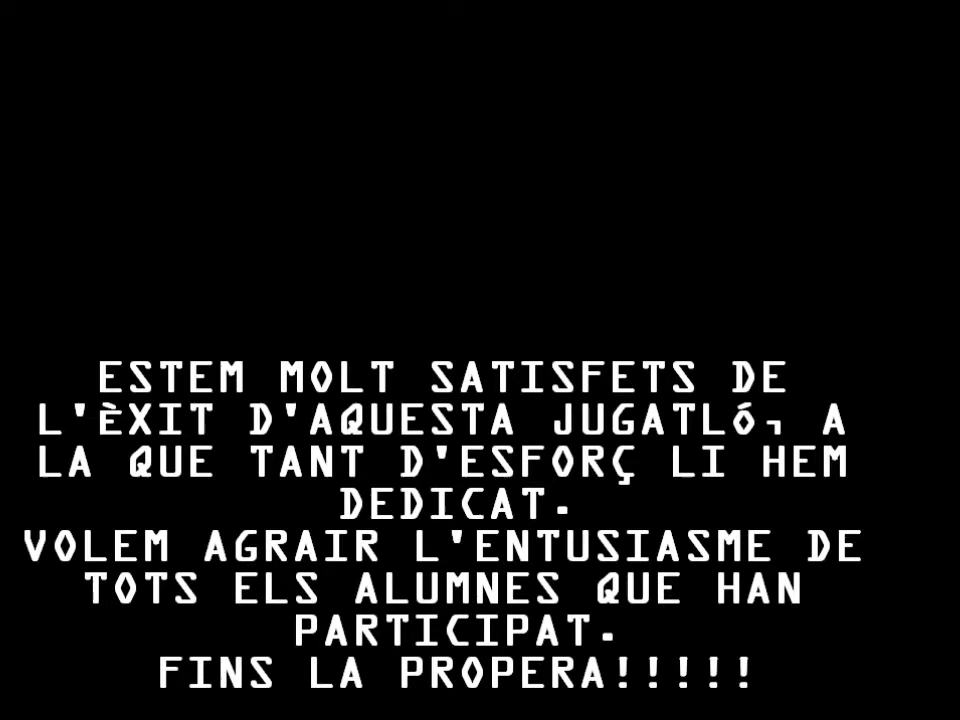 ESTEM MOLT SATISFETS DE
L'ÈXIT D'AQUESTA JUGATLÓ, A
LA QUE TANT D'ESFORÇ LI HEM
DEDICAT.
VOLEM AGRAIR L'ENTUSIASME DE
TOTS ELS ALUMNES QUE HAN
PARTICIPAT.
FINS LA PROPERA!!!!!